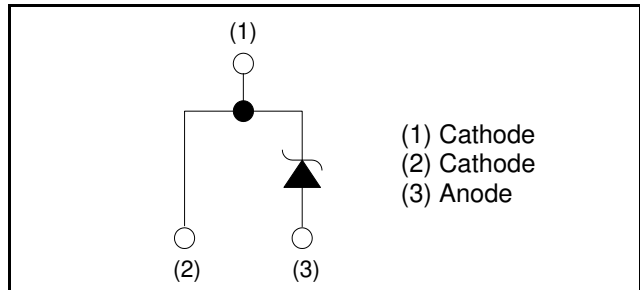 (1)
(1) Cathode
(2) Cathode
(3) Anode
(2) (3)